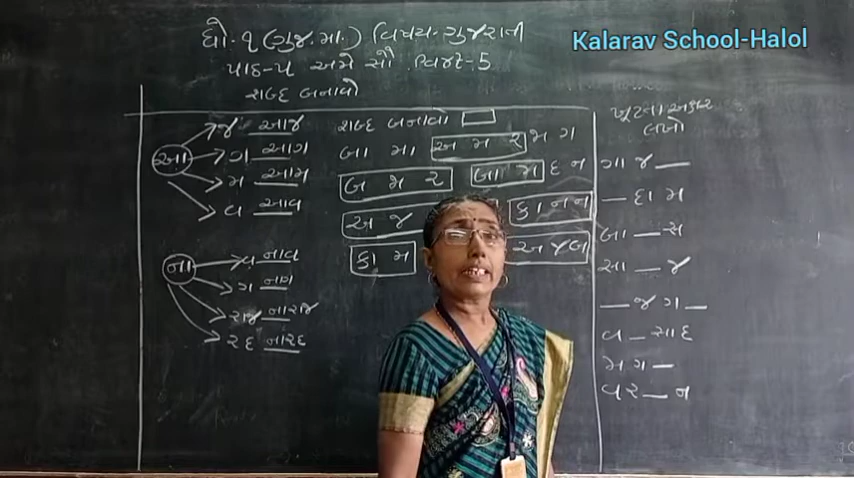 Kalarav School-Halol
ધો.૧ (ગુજ.મા.) વિષય-ગુજરાતી
પાઠ-૫ અમે સૌ
શબ્દ બનાવો
આ
જ આજ
ગ આગ
મ આમ
વ આવ
ના
વ નાવ
ગ નાગ
રાજ નારાજ
રદ નારદ
શબ્દ બનાવો
બા મા અ મ ર મ ગ
બ મ ર બા ગ દ ન
અ જ કા ન ન
કા મ અ જ બ
ખૂટતા અક્ષર
લખો
ગા જ _
_ દા મ
બા _ સ
સા _ જ
_ જ ગ _
વ _ સાદ
મ ગ _
વ ર _ ન